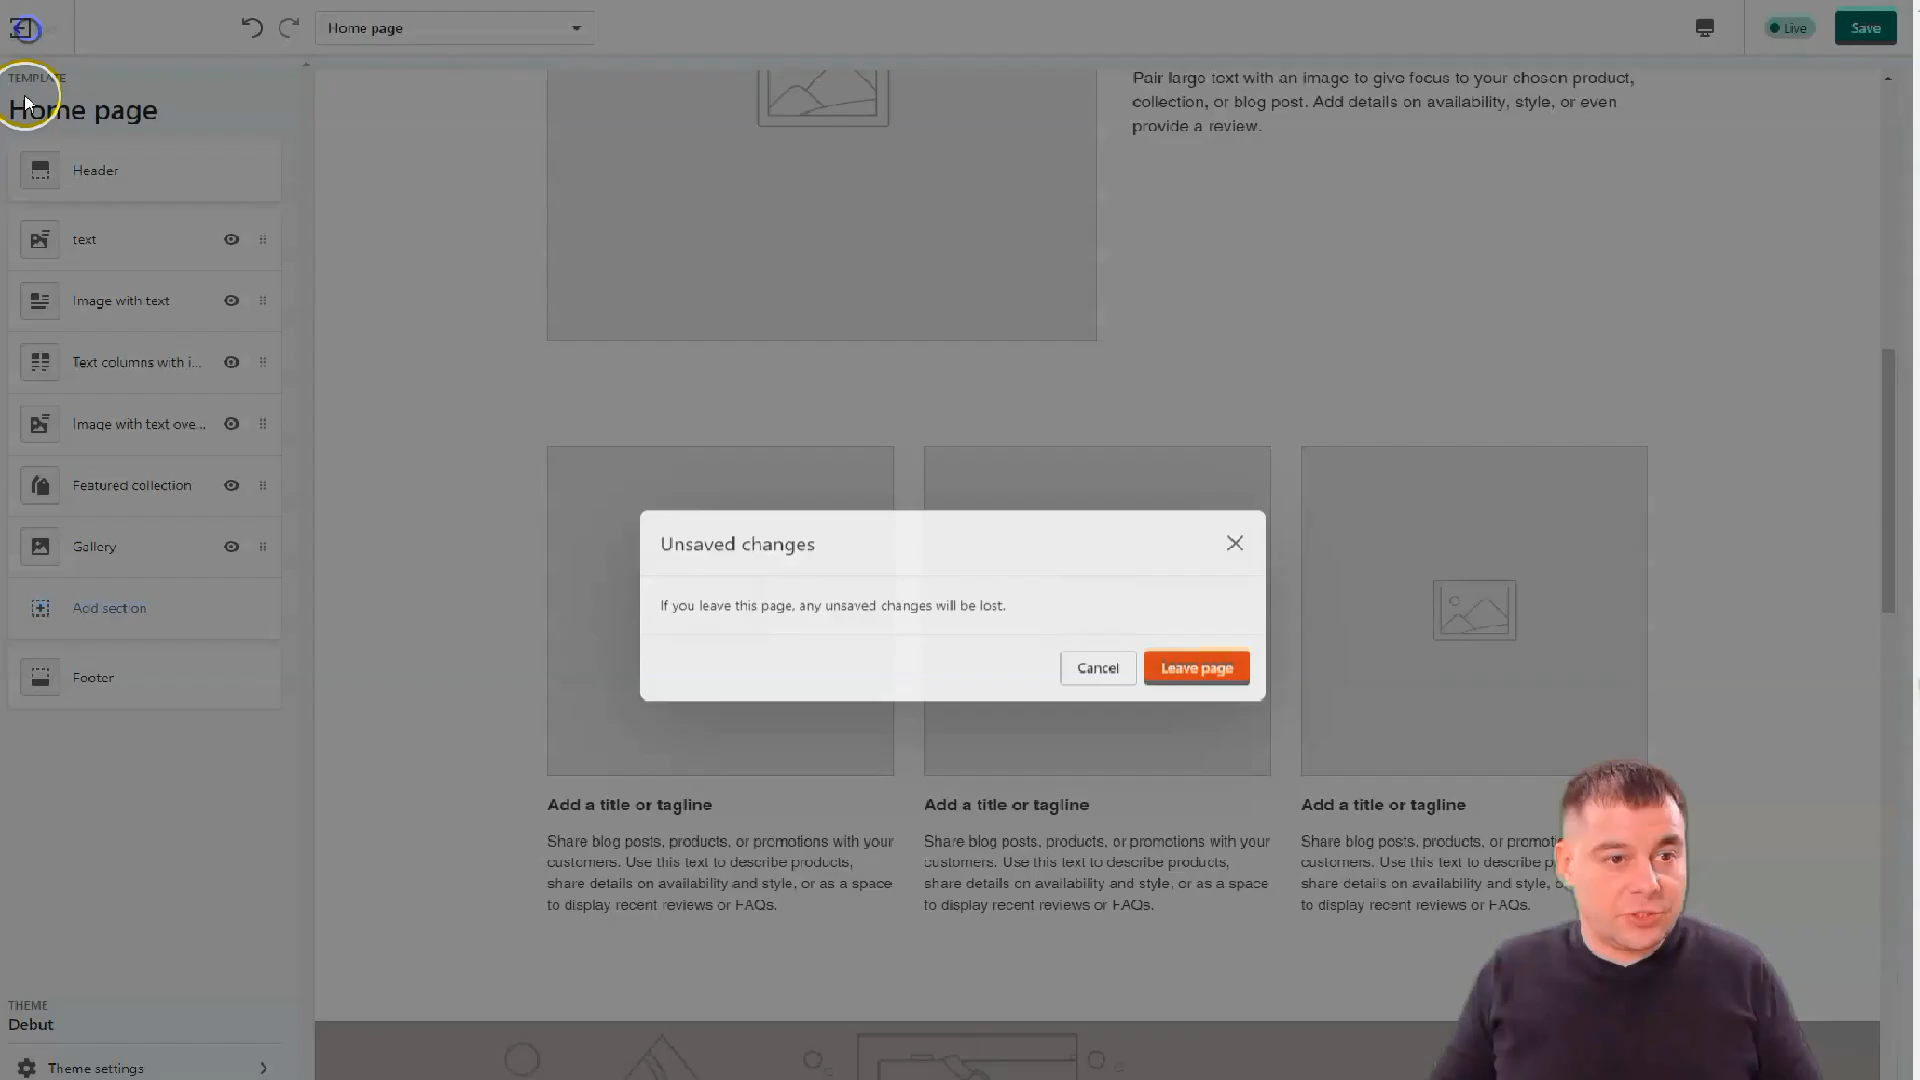 Home page
Live
Save
TEMPLATE
Home page
Header
text
Image with text
Text columns with i...
Image with text ove...
Featured collection
Gallery
Add section
Footer
THEME
Debut
Theme settings
Pair large text with an image to give focus to your chosen product,
collection, or blog post. Add details on availability, style, or even
provide a review.
Unsaved changes
If you leave this page, any unsaved changes will be lost.
Cancel
Leave page
Add a title or tagline
Share blog posts, products, or promotions with your
customers. Use this text to describe products,
share details on availability and style, or as a space
to display recent reviews or FAQs.
Add a title or tagline
Share blog posts, products, or promotions with your
customers. Use this text to describe products,
share details on availability and style, or as a space
to display recent reviews or FAQs.
Add a title or tagline
Share blog posts, products, or promoti
customers. Use this text to describe p
share details on availability and style, o
to display recent reviews or FAQs.